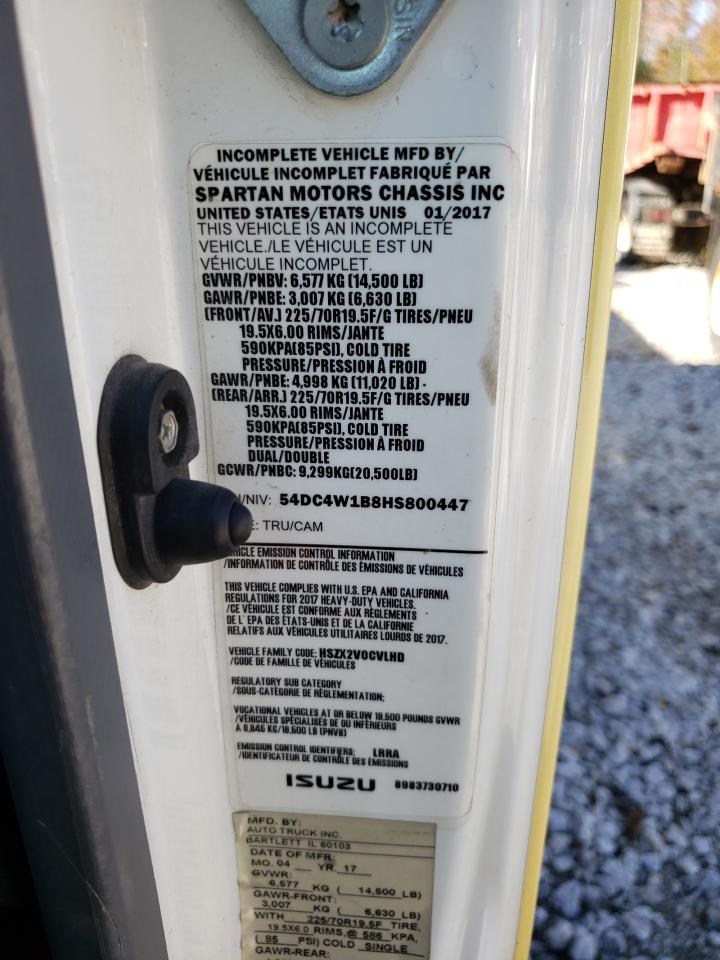 NIS
INCOMPLETE VEHICLE MFD BY/
VÉHICULE INCOMPLET FABRIQUÉ PAR
SPARTAN MOTORS CHASSIS INC
UNITED STATES/ETATS UNIS 01/2017
THIS VEHICLE IS AN INCOMPLETE
VEHICLE./LE VÉHICULE EST UN
VÉHICULE INCOMPLET.
GVWR/PNBV: 6,577 KG (14,500 LB)
GAWR/PNBE: 3,007 KG (6,630 LB)
(FRONT/AV.) 225/70R19.5F/G TIRES/PNEU
19.5X6.00 RIMS/JANTE
590KPA(85PSI), COLD TIRE
PRESSURE/PRESSION À FROID
GAWR/PNBE: 4,998 KG (11,020 LB) -
(REAR/ARR.) 225/70R19.5F/G TIRES/PNEU
19.5X6.00 RIMS/JANTE
590KPA(85PSI), COLD TIRE
PRESSURE/PRESSION À FROID
DUAL/DOUBLE
GCWR/PNBC: 9,299KG(20,500LB)
/NIV: 54DC4W1B8HS800447
E: TRU/CAM
HICLE EMISSION CONTROL INFORMATION
/INFORMATION DE CONTRÔLE DES ÉMISSIONS DE VÉHICULES
THIS VEHICLE COMPLIES WITH U.S. EPA AND CALIFORNIA
REGULATIONS FOR 2017 HEAVY-DUTY VEHICLES.
/CE VÉHICULE EST CONFORME AUX RÈGLEMENTS
DE L' EPA DES ÉTATS-UNIS ET DE LA CALIFORNIE
RELATIFS AUX VÉHICULES UTILITAIRES LOURDS DE 2017.
VEHICLE FAMILY CODE: HSZX2VOCVLHD
/CODE DE FAMILLE DE VÉHICULES
REGULATORY SUB CATEGORY
/SOUS-CATÉGORIE DE RÈGLEMENTATION:
VOCATIONAL VEHICLES AT OR BELOW 19,500 POUNDS GVWR
/VÉHICULES SPÉCIALISÉS DE OU INFÉRIEURS
À 8,845 KG/19,500 LB (PNVB)
EMISSION CONTROL IDENTIFIERS: LRRA
/IDENTIFICATEUR DE CONTRÔLE DES ÉMISSIONS
ISUZU 8983730710
MFD. BY:
AUTO TRUCK INC.
BARTLETT IL 60103
DATE OF MFR:
MO. 04 YR. 17
GVWR:
6,577 KG ( 14,500 LB)
GAWR-FRONT:
3,007 KG ( 6,630 LB)
WITH 225/70R19.5F TIRE,
19.5X6.0 RIMS,@ 586 KPA,
( 85 PSI) COLD SINGLE
GAWR-REAR: